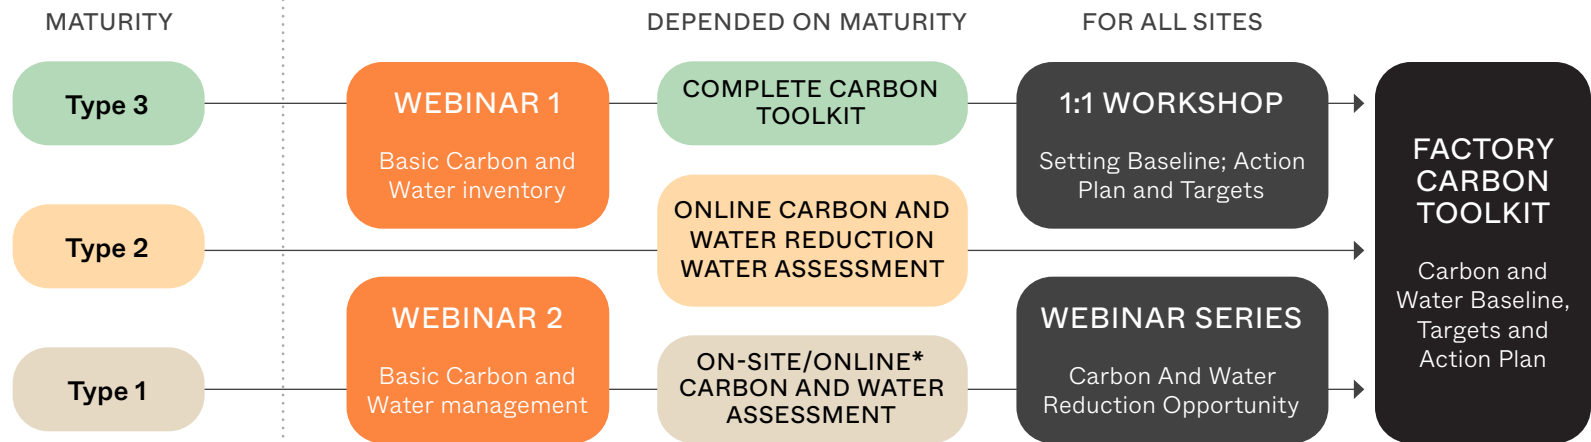 MATURITY
DEPENDED ON MATURITY
FOR ALL SITES
Type 3
WEBINAR 1
Basic Carbon and
Water inventory
COMPLETE CARBON
TOOLKIT
1:1 WORKSHOP
Setting Baseline; Action
Plan and Targets
Type 2
ONLINE CARBON AND
WATER REDUCTION
WATER ASSESSMENT
Type 1
WEBINAR 2
Basic Carbon and
Water management
ON-SITE/ONLINE*
CARBON AND WATER
ASSESSMENT
WEBINAR SERIES
Carbon And Water
Reduction Opportunity
FACTORY
CARBON
TOOLKIT
Carbon and
Water Baseline,
Targets and
Action Plan